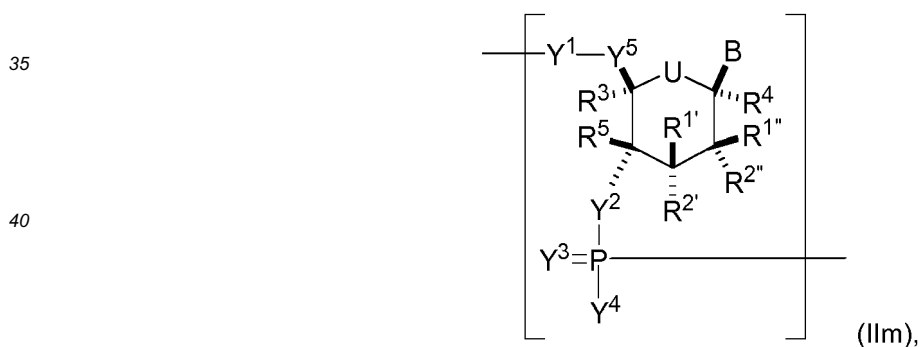 35
Y¹ Y⁵ U B
R³ R⁴
R⁵ R¹' R¹"
R²"
40
Y² R²'
Y³=P
Y⁴
(IIm),